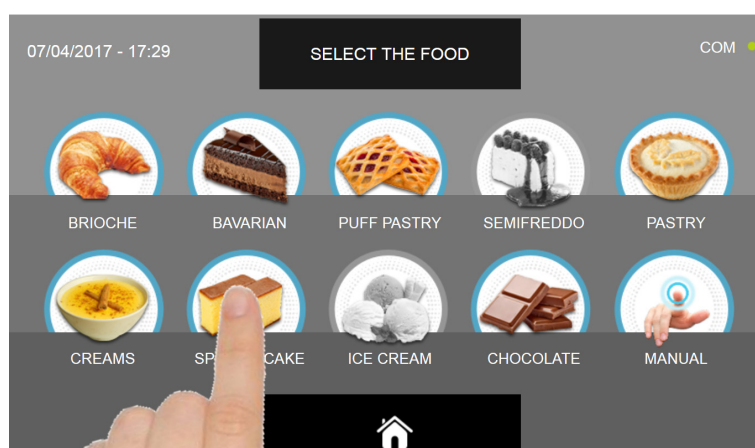 07/04/2017 - 17:29
SELECT THE FOOD
COM
BRIOCHE
BAVARIAN
PUFF PASTRY
SEMIFREDDO
PASTRY
CREAMS
SP CAKE
ICE CREAM
CHOCOLATE
MANUAL